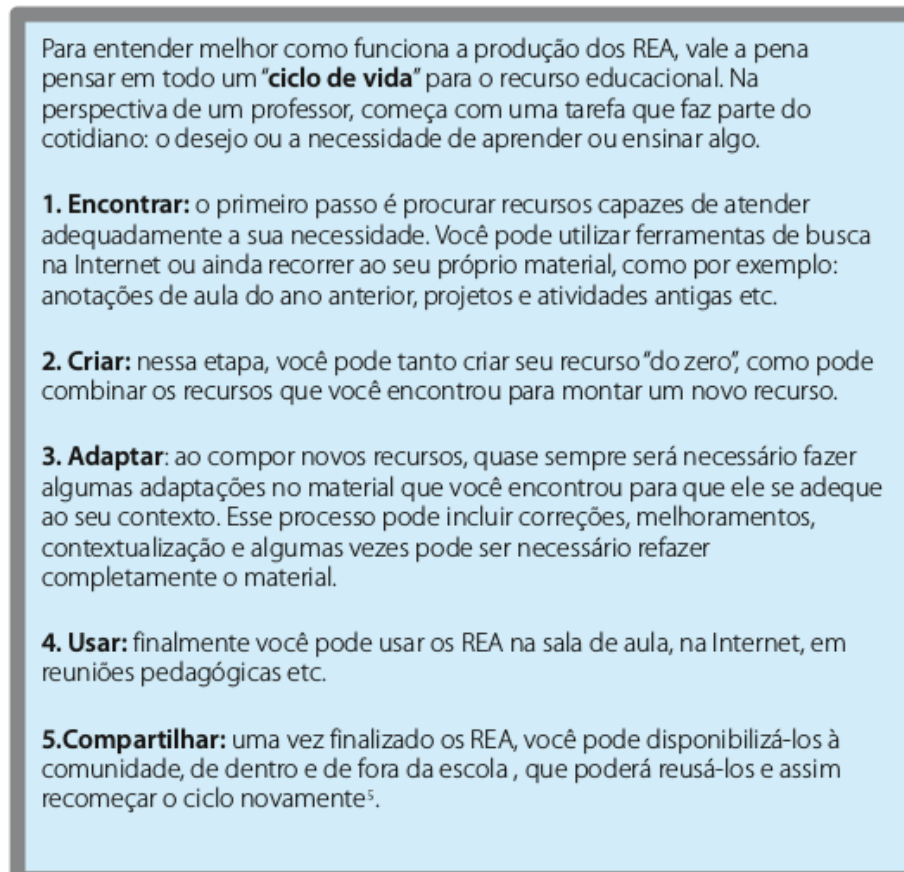 Para entender melhor como funciona a produção dos REA, vale a pena
pensar em todo um “ciclo de vida” para o recurso educacional. Na
perspectiva de um professor, começa com uma tarefa que faz parte do
cotidiano: o desejo ou a necessidade de aprender ou ensinar algo.
1. Encontrar: o primeiro passo é procurar recursos capazes de atender
adequadamente a sua necessidade. Você pode utilizar ferramentas de busca
na Internet ou ainda recorrer ao seu próprio material, como por exemplo:
anotações de aula do ano anterior, projetos e atividades antigas etc.
2. Criar: nessa etapa, você pode tanto criar seu recurso “do zero”, como pode
combinar os recursos que você encontrou para montar um novo recurso.
3. Adaptar: ao compor novos recursos, quase sempre será necessário fazer
algumas adaptações no material que você encontrou para que ele se adeque
ao seu contexto. Esse processo pode incluir correções, melhoramentos,
contextualização e algumas vezes pode ser necessário refazer
completamente o material.
4. Usar: finalmente você pode usar os REA na sala de aula, na Internet, em
reuniões pedagógicas etc.
5.Compartilhar: uma vez finalizado os REA, você pode disponibilizá-los à
comunidade, de dentro e de fora da escola , que poderá reusá-los e assim
recomeçar o ciclo novamente⁵.